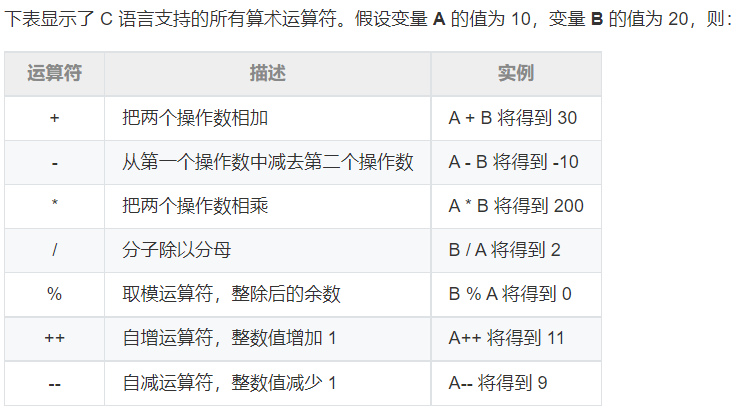 下表显示了 C 语言支持的所有算术运算符。假设变量 A 的值为 10，变量 B 的值为 20，则：
运算符 描述 实例
+ 把两个操作数相加 A + B 将得到 30
- 从第一个操作数中减去第二个操作数 A - B 将得到 -10
* 把两个操作数相乘 A * B 将得到 200
/ 分子除以分母 B / A 将得到 2
% 取模运算符，整除后的余数 B % A 将得到 0
++ 自增运算符，整数值增加 1 A++ 将得到 11
-- 自减运算符，整数值减少 1 A-- 将得到 9